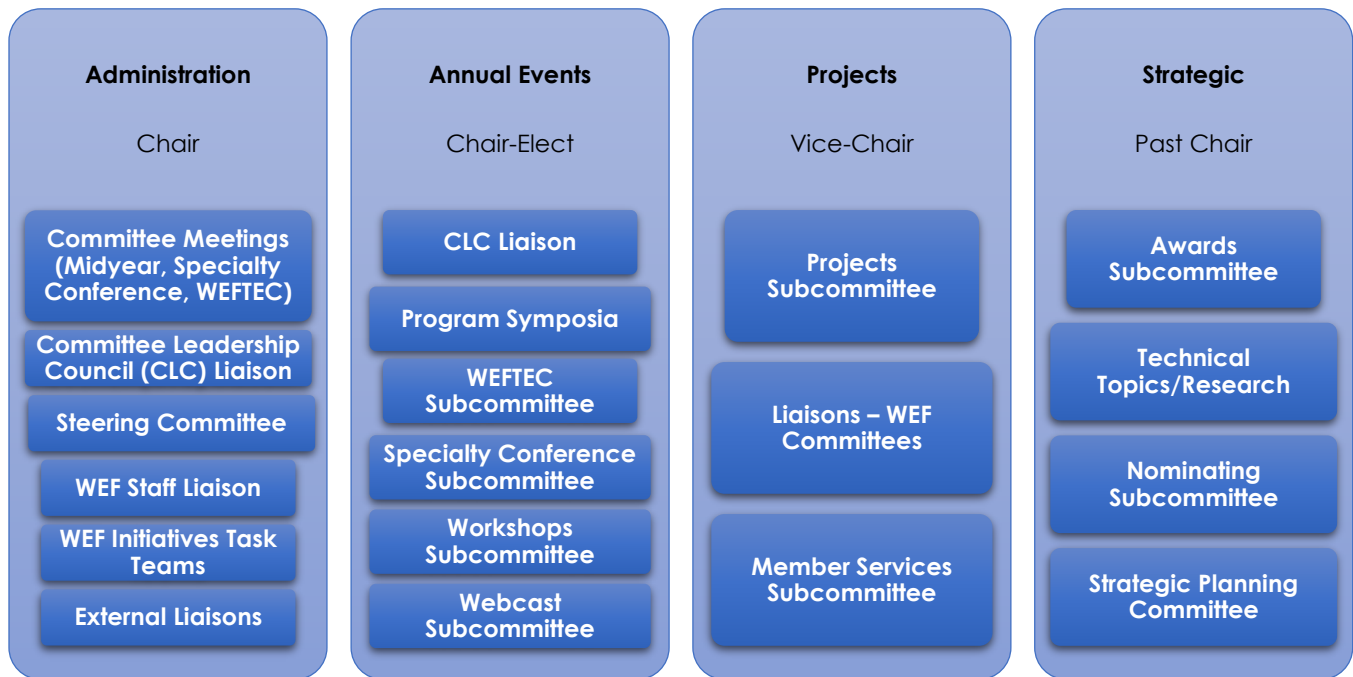 Administration
Chair
Committee Meetings
(Midyear, Specialty
Conference, WEFTEC)
Committee Leadership
Council (CLC) Liaison
Steering Committee
WEF Staff Liaison
WEF Initiatives Task
Teams
External Liaisons
Annual Events
Chair-Elect
CLC Liaison
Program Symposia
WEFTEC
Subcommittee
Specialty Conference
Subcommittee
Workshops
Subcommittee
Webcast
Subcommittee
Projects
Vice-Chair
Projects
Subcommittee
Liaisons – WEF
Committees
Member Services
Subcommittee
Strategic
Past Chair
Awards
Subcommittee
Technical
Topics/Research
Nominating
Subcommittee
Strategic Planning
Committee